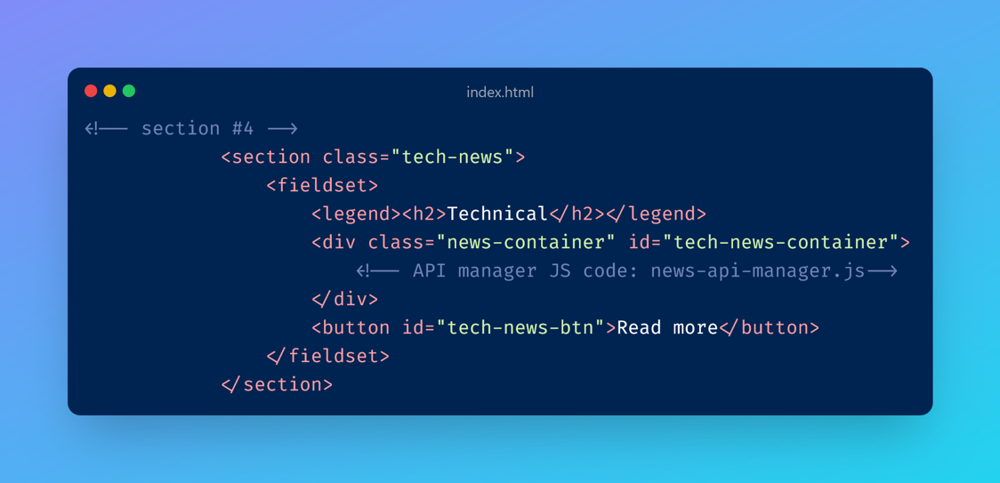 index.html
<!-- section #4 -->
<section class="tech-news">
<fieldset>
<legend><h2>Technical</h2></legend>
<div class="news-container" id="tech-news-container">
<!-- API manager JS code: news-api-manager.js-->
</div>
<button id="tech-news-btn">Read more</button>
</fieldset>
</section>